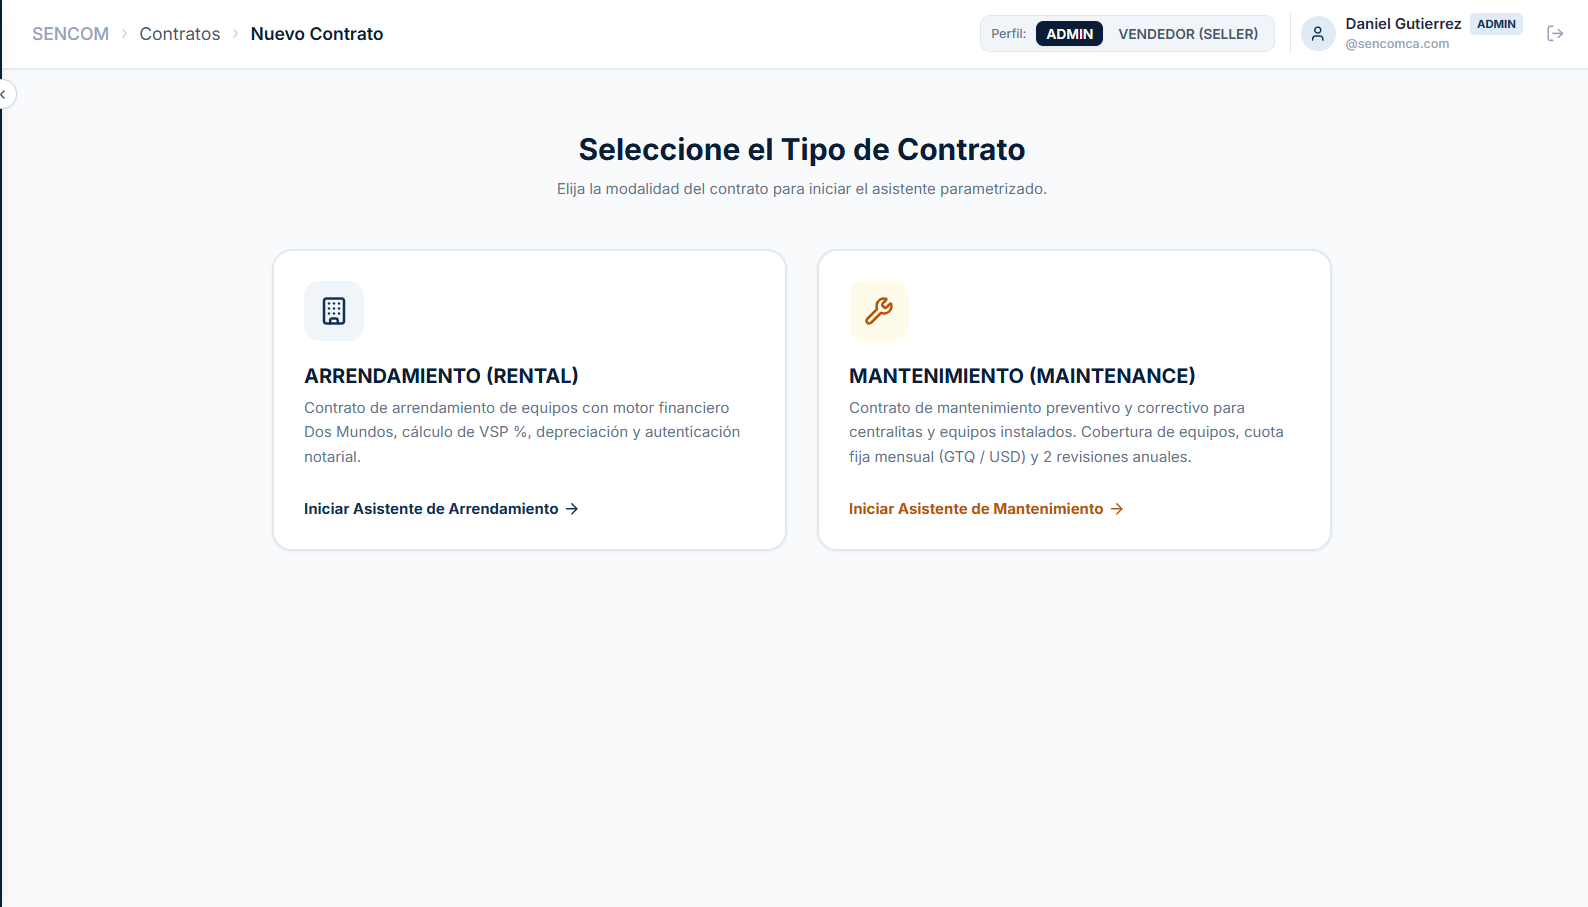 SENCOM > Contratos > Nuevo Contrato
Perfil: ADMIN VENDEDOR (SELLER)
Daniel Gutierrez ADMIN
@sencomca.com
Seleccione el Tipo de Contrato
Elija la modalidad del contrato para iniciar el asistente parametrizado.
ARRENDAMIENTO (RENTAL)
Contrato de arrendamiento de equipos con motor financiero
Dos Mundos, cálculo de VSP %, depreciación y autenticación
notarial.
Iniciar Asistente de Arrendamiento →
MANTENIMIENTO (MAINTENANCE)
Contrato de mantenimiento preventivo y correctivo para
centralitas y equipos instalados. Cobertura de equipos, cuota
fija mensual (GTQ / USD) y 2 revisiones anuales.
Iniciar Asistente de Mantenimiento →